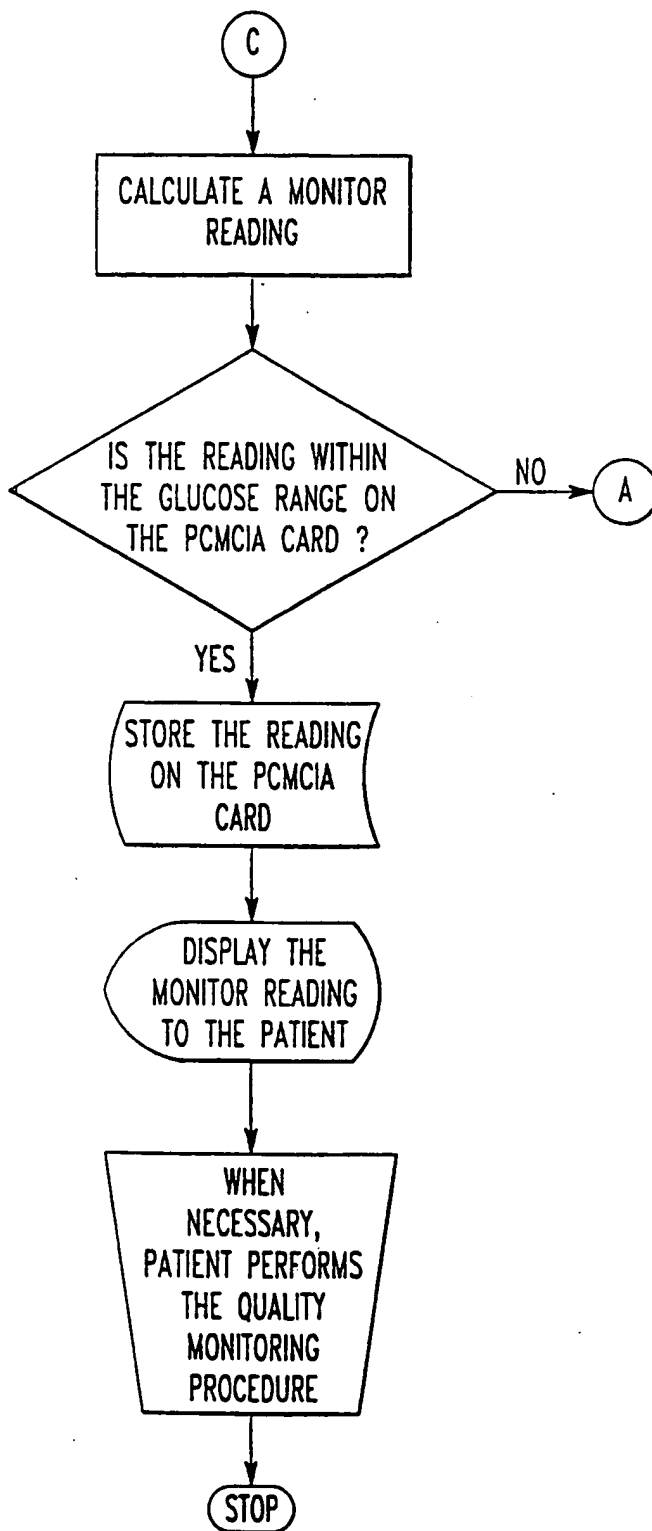 C
CALCULATE A MONITOR
READING
IS THE READING WITHIN
THE GLUCOSE RANGE ON
THE PCMCIA CARD ?
NO
A
YES
STORE THE READING
ON THE PCMCIA
CARD
DISPLAY THE
MONITOR READING
TO THE PATIENT
WHEN
NECESSARY,
PATIENT PERFORMS
THE QUALITY
MONITORING
PROCEDURE
STOP